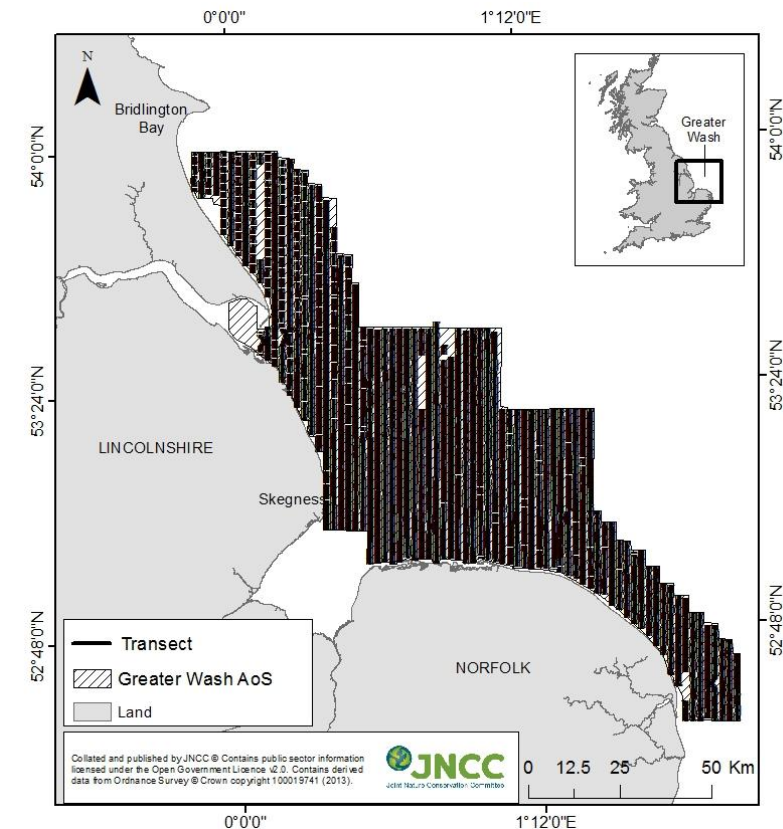 0°0'0"
1°12'0"E
N
Bridlington
Bay
54°0'0"N
54°0'0"N
Greater
Wash
53°24'0"N
53°24'0"N
LINCOLNSHIRE
Skegness
52°48'0"N
52°48'0"N
NORFOLK
Transect
Greater Wash AoS
Land
Collated and published by JNCC © Contains public sector information
licensed under the Open Government Licence v2.0. Contains derived
data from Ordnance Survey © Crown copyright 100019741 (2013).
JNCC
Joint Nature Conservation Committee
0 12.5 25 50 Km
0°0'0"
1°12'0"E